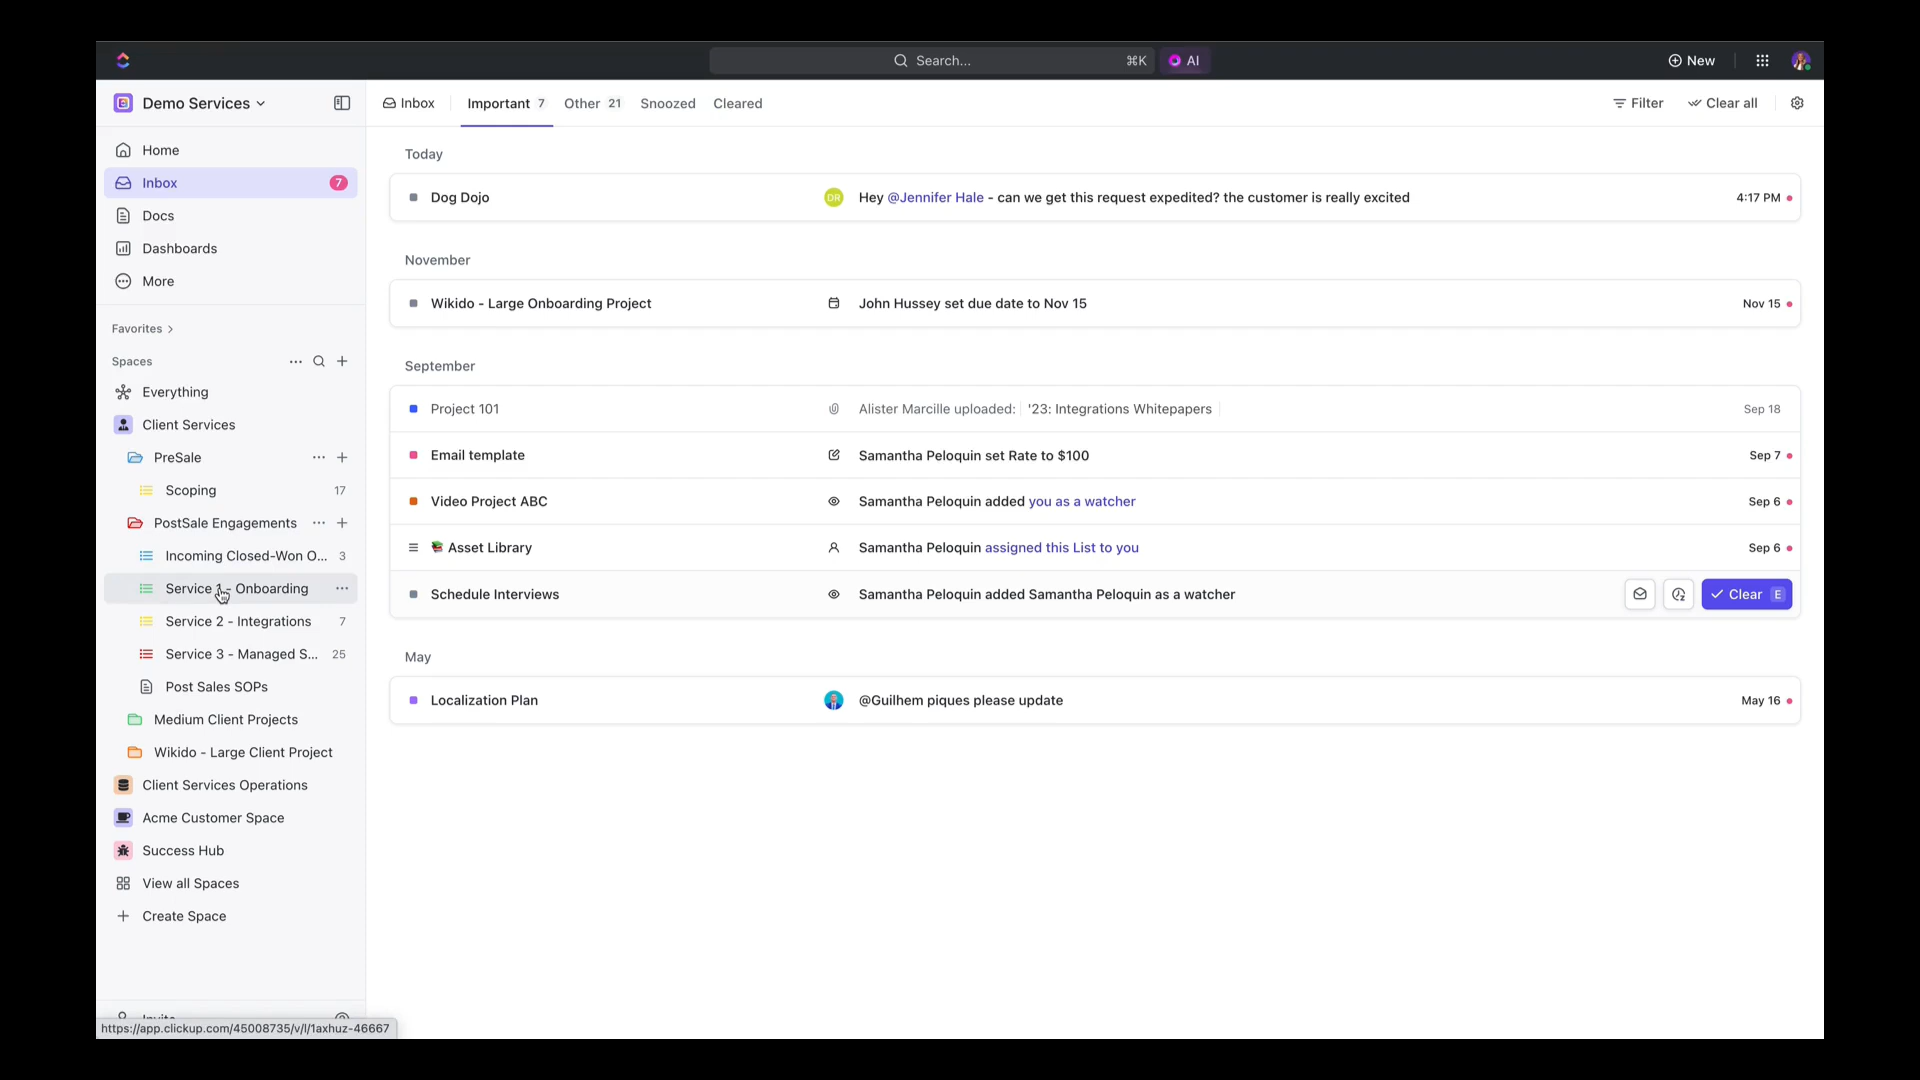 Search...
⌘K
AI
New
Demo Services
Inbox
Important 7
Other 21
Snoozed
Cleared
Filter
Clear all
Home
Inbox
7
Docs
Dashboards
More
Favorites
Spaces
Everything
Client Services
PreSale
Scoping
17
PostSale Engagements
Incoming Closed-Won O...
3
Service 1 - Onboarding
Service 2 - Integrations
7
Service 3 - Managed S...
25
Post Sales SOPs
Medium Client Projects
Wikido - Large Client Project
Client Services Operations
Acme Customer Space
Success Hub
View all Spaces
Create Space
https://app.clickup.com/45008735/v/l/1axhuz-46667
Today
Dog Dojo
DR
Hey @Jennifer Hale - can we get this request expedited? the customer is really excited
4:17 PM
November
Wikido - Large Onboarding Project
John Hussey set due date to Nov 15
Nov 15
September
Project 101
Alister Marcille uploaded: '23: Integrations Whitepapers
Sep 18
Email template
Samantha Peloquin set Rate to $100
Sep 7
Video Project ABC
Samantha Peloquin added you as a watcher
Sep 6
Asset Library
Samantha Peloquin assigned this List to you
Sep 6
Schedule Interviews
Samantha Peloquin added Samantha Peloquin as a watcher
Clear E
May
Localization Plan
@Guilhem piques please update
May 16